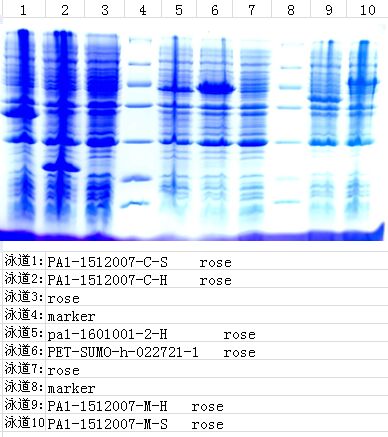 1 2 3 4 5 6 7 8 9 10
泳道1: PA1-1512007-C-S rose
泳道2: PA1-1512007-C-H rose
泳道3: rose
泳道4: marker
泳道5: pa1-1601001-2-H rose
泳道6: PET-SUMO-h-022721-1 rose
泳道7: rose
泳道8: marker
泳道9: PA1-1512007-M-H rose
泳道10 PA1-1512007-M-S rose